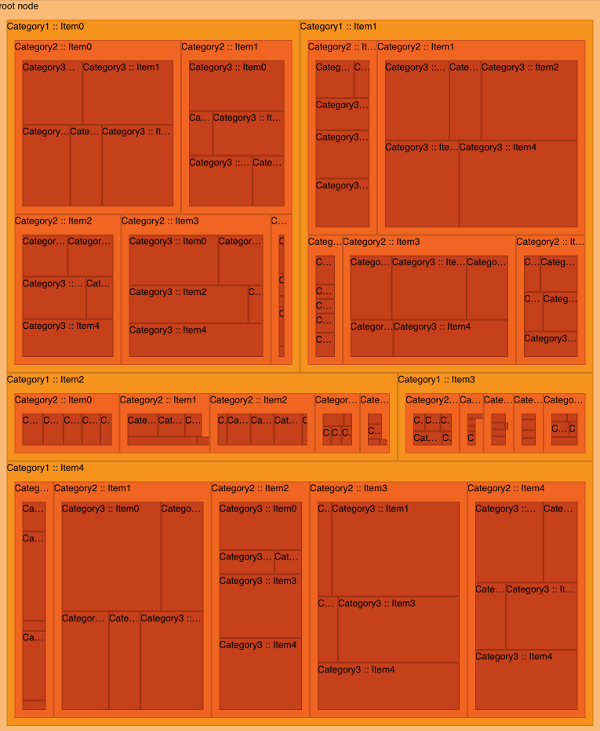 root node
Category1 :: Item0
Category2 :: Item0
Category3...
Category3 :: Item1
Category...
Cate...
Category3 :: It...
Category2 :: Item1
Category3 :: Item0
Ca...
Category3 :: It...
Category3 ::...
Cate...
Category2 :: Item2
Categor...
Categor...
Category3 ::...
Cat...
Category3 :: Item4
Category2 :: Item3
Category3 :: Item0
Categor...
Category3 :: Item2
C...
Category3 :: Item4
C...
C...
C...
C...
C...
Category1 :: Item1
Category2 :: It...
Categ...
C...
Category3...
Category3...
Category3...
Category2 :: Item1
Category3 ::...
Cate...
Category3 :: Item2
Category3 :: Ite...
Category3 :: Item4
Categ...
C...
C...
C...
C...
C...
Category2 :: Item3
Catego...
Category3 :: Ite...
Catego...
Categor...
Category3 :: Item4
Category2 :: It...
C...
Categ...
C...
Categ...
Category3...
Category1 :: Item2
Category2 :: Item0
C...
C...
C...
C...
C.
Category2 :: Item1
Cate...
Cat...
C...
Category2 :: Item2
C.
Ca...
Ca...
Cat...
C
Categor...
C...
C...
C...
Cate...
C...
Category1 :: Item3
Category2...
C...
C...
C...
Cat...
C.
Ca...
C...
Cate...
Cate...
Catego...
C...
C...
Category1 :: Item4
Categ...
Ca...
Ca...
Ca...
Category2 :: Item1
Category3 :: Item0
Catego...
Categor...
Cate...
Category3 ::...
Category2 :: Item2
Category3 :: Item0
Category3...
Cat...
Category3 :: Item3
Category3 :: Item4
Category2 :: Item3
C...
Category3 :: Item1
C...
Category3 :: Item3
Category3 :: Item4
Category2 :: Item4
Category3 ::...
Cate...
Cate...
Category3 :: It...
Category3 :: Item4